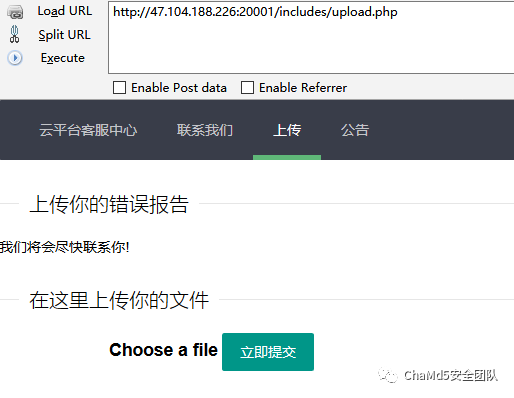 Load URL
http://47.104.188.226:20001/includes/upload.php
Split URL
Execute
Enable Post data Enable Referrer
云平台客服中心 联系我们 上传 公告
上传你的错误报告
我们将会尽快联系你!
在这里上传你的文件
Choose a file 立即提交
ChaMd5安全团队